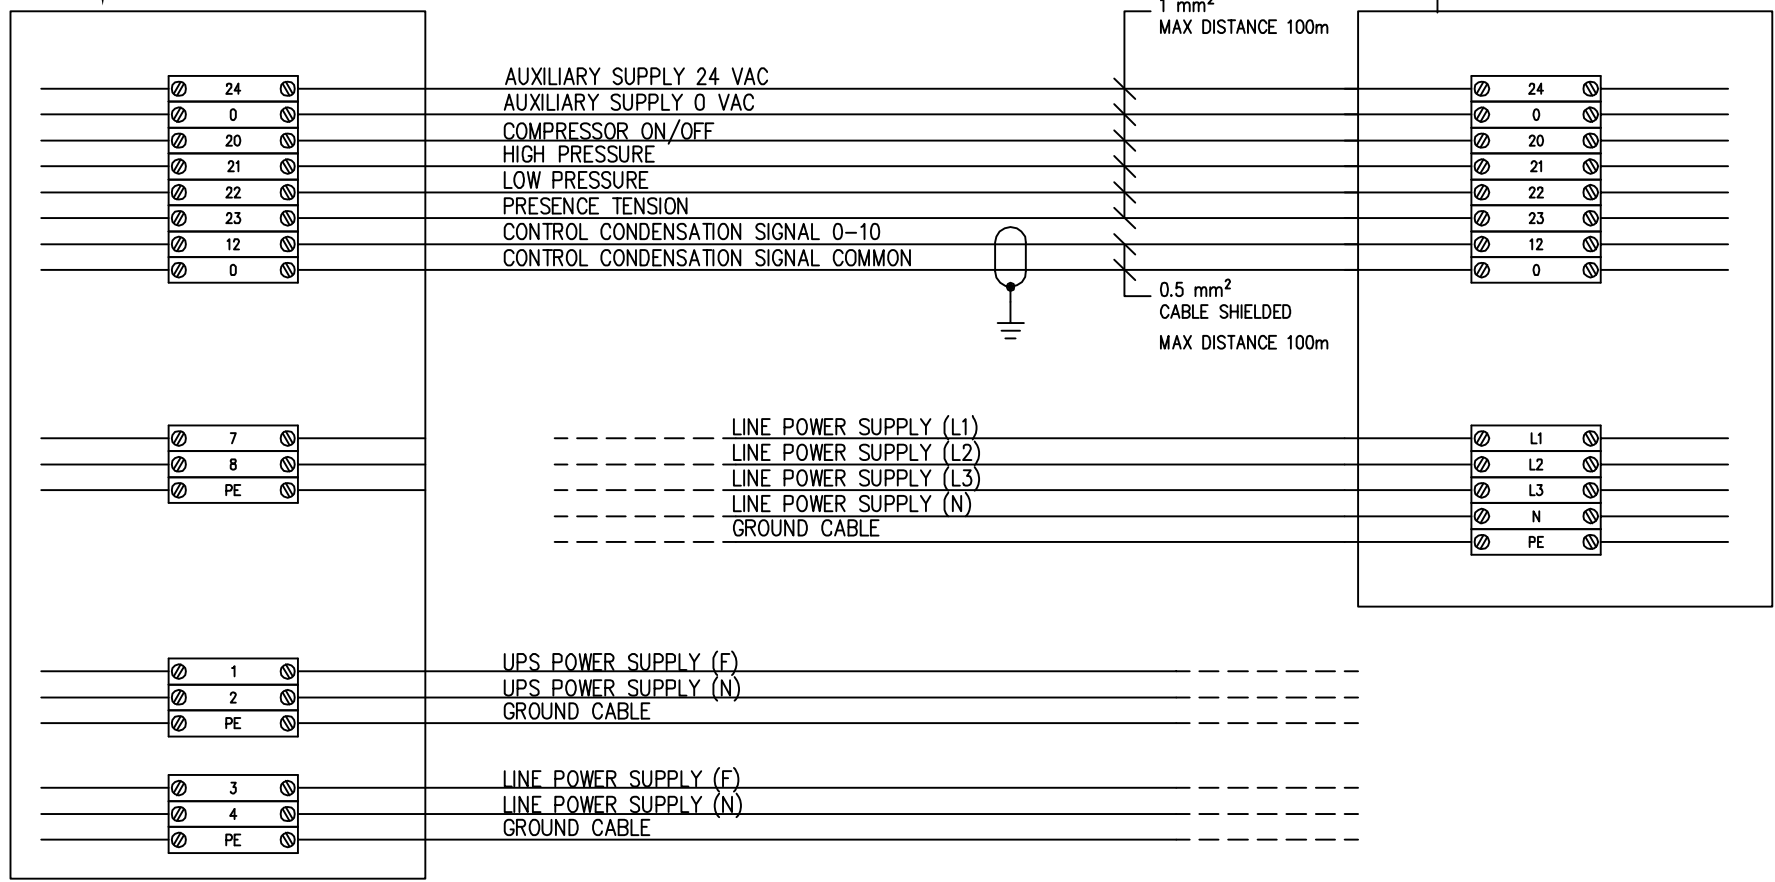 1 mm²
MAX DISTANCE 100m
24 AUXILIARY SUPPLY 24 VAC 24
0 AUXILIARY SUPPLY 0 VAC 0
20 COMPRESSOR ON/OFF 20
21 HIGH PRESSURE 21
22 LOW PRESSURE 22
23 PRESENCE TENSION 23
12 CONTROL CONDENSATION SIGNAL 0-10 12
0 CONTROL CONDENSATION SIGNAL COMMON 0
0.5 mm²
CABLE SHIELDED
MAX DISTANCE 100m
7 LINE POWER SUPPLY (L1) L1
8 LINE POWER SUPPLY (L2) L2
PE LINE POWER SUPPLY (L3) L3
LINE POWER SUPPLY (N) N
GROUND CABLE PE
1 UPS POWER SUPPLY (F)
2 UPS POWER SUPPLY (N)
PE GROUND CABLE
3 LINE POWER SUPPLY (F)
4 LINE POWER SUPPLY (N)
PE GROUND CABLE